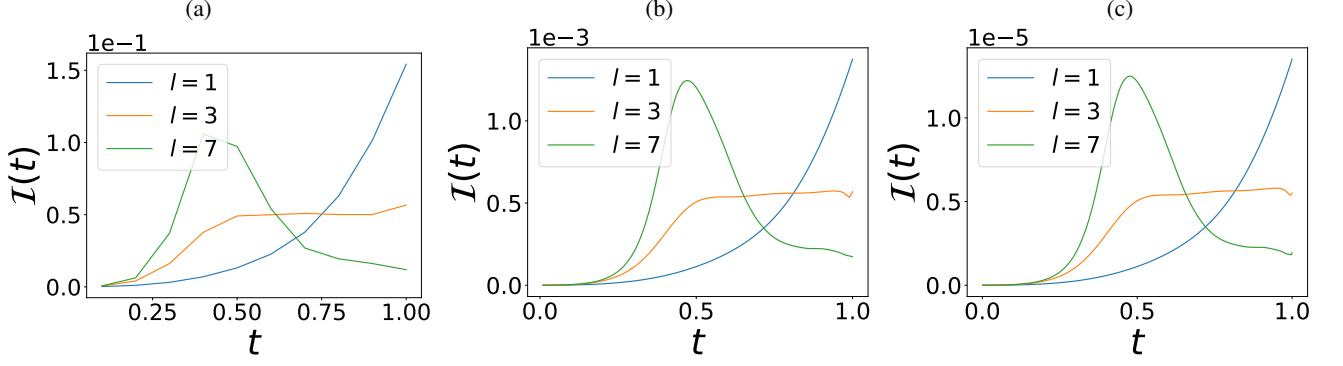 (a)
1e−1
𝓘(t)
1.5
1.0
0.5
0.0
l = 1
l = 3
l = 7
0.25 0.50 0.75 1.00
t
(b)
1e−3
𝓘(t)
1.0
0.5
0.0
l = 1
l = 3
l = 7
0.0 0.5 1.0
t
(c)
1e−5
𝓘(t)
1.0
0.5
0.0
l = 1
l = 3
l = 7
0.0 0.5 1.0
t